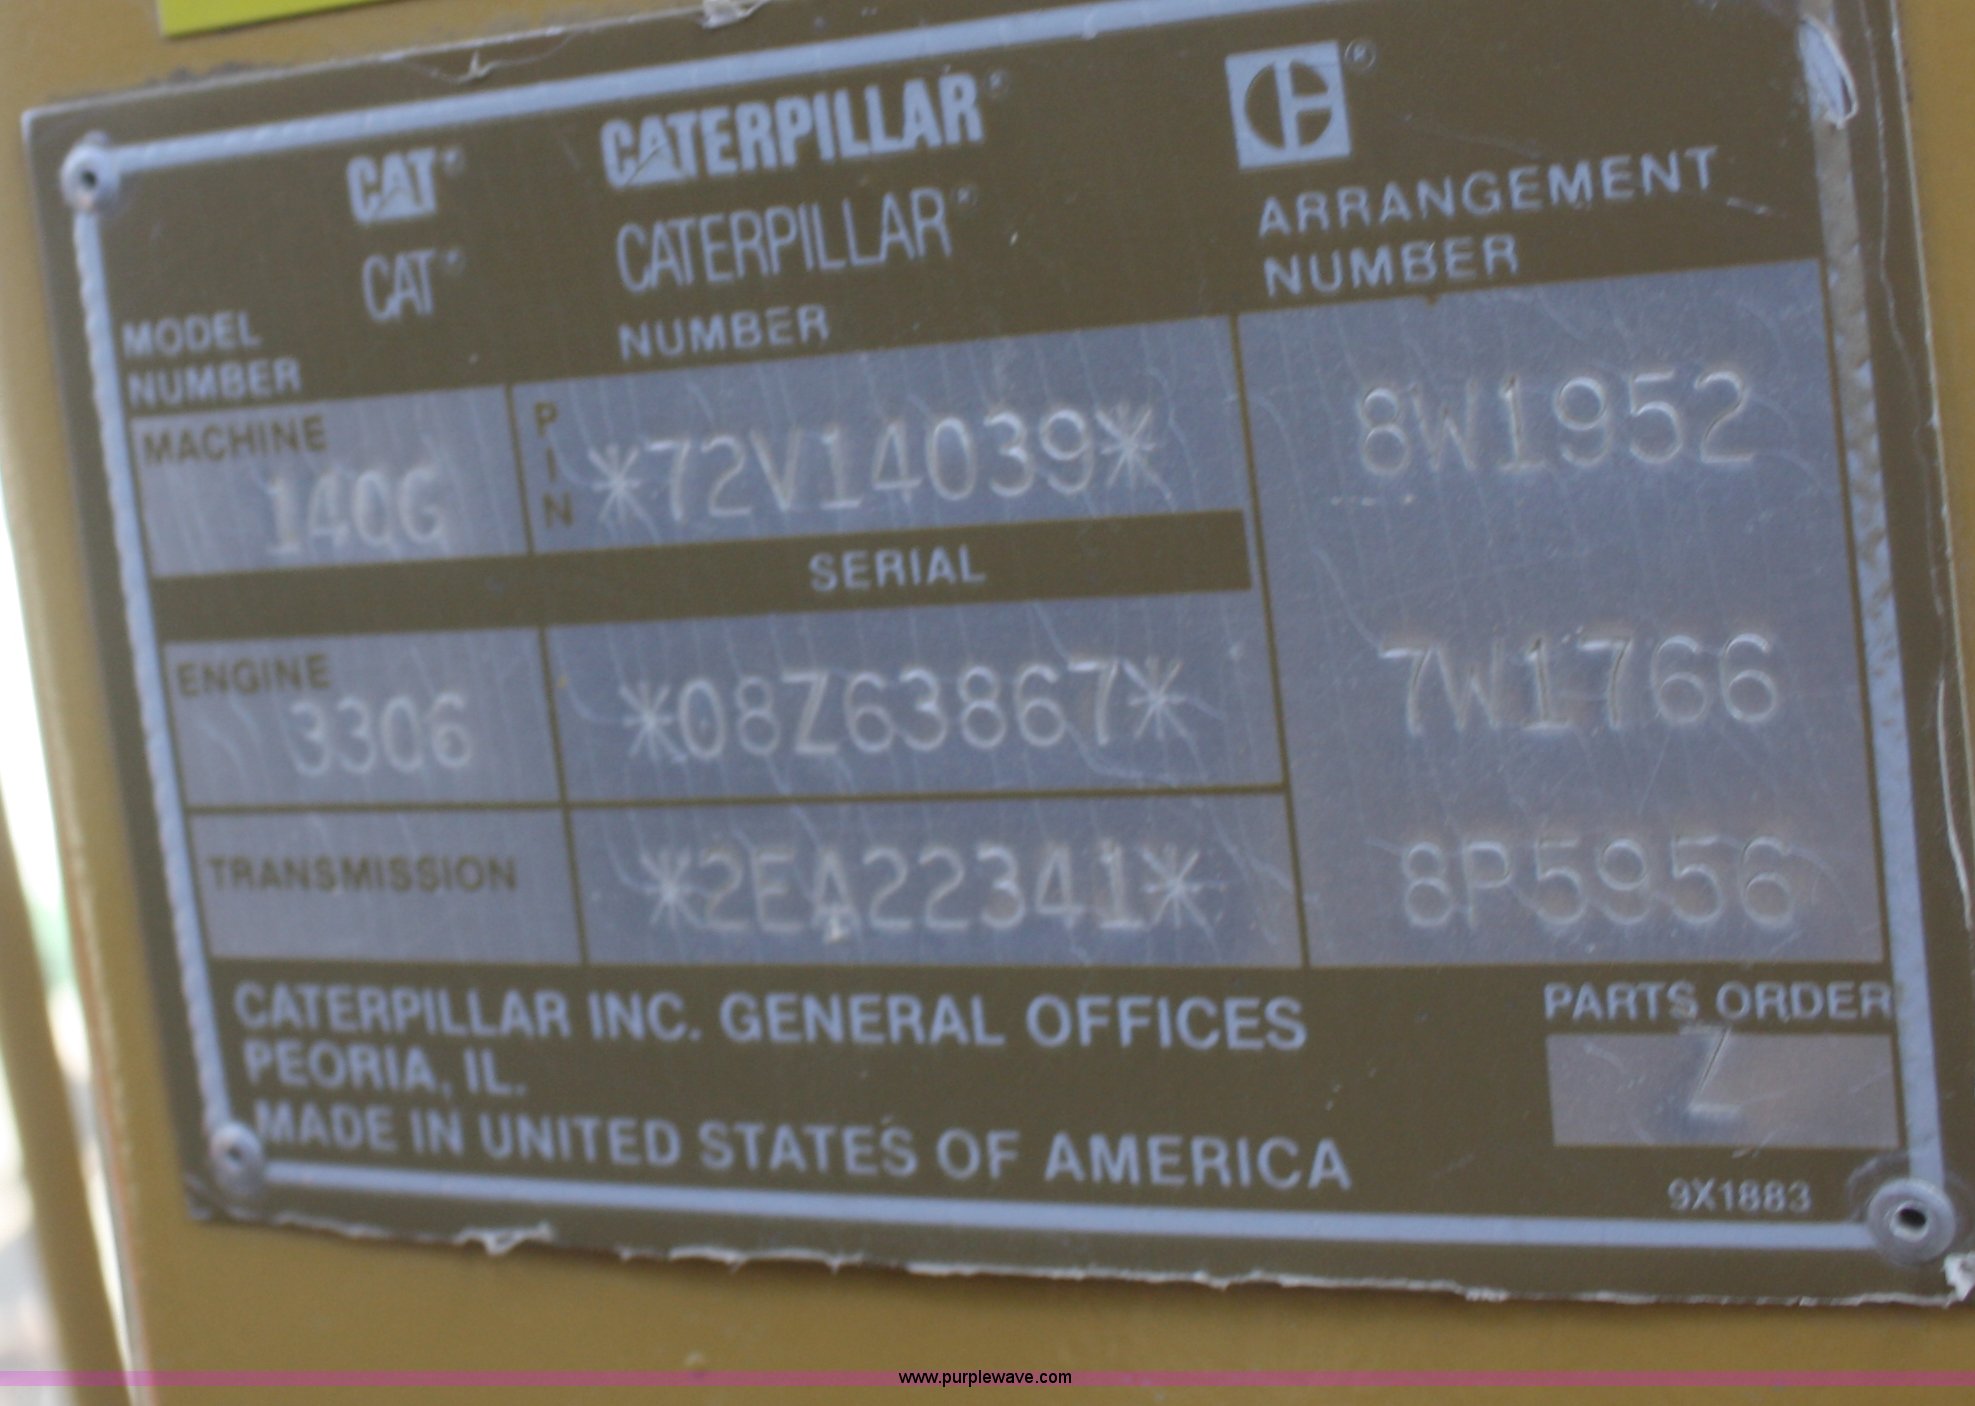 CAT® CATERPILLAR®
CAT® CATERPILLAR®
ARRANGEMENT
NUMBER
MODEL
NUMBER
NUMBER
MACHINE
140G
PIN
*72V14039*
8W1952
SERIAL
ENGINE
3306
*08Z63867*
7W1766
TRANSMISSION
*2EA22341*
8P5956
CATERPILLAR INC. GENERAL OFFICES
PEORIA, IL.
MADE IN UNITED STATES OF AMERICA
PARTS ORDER
9X1883
www.purplewave.com